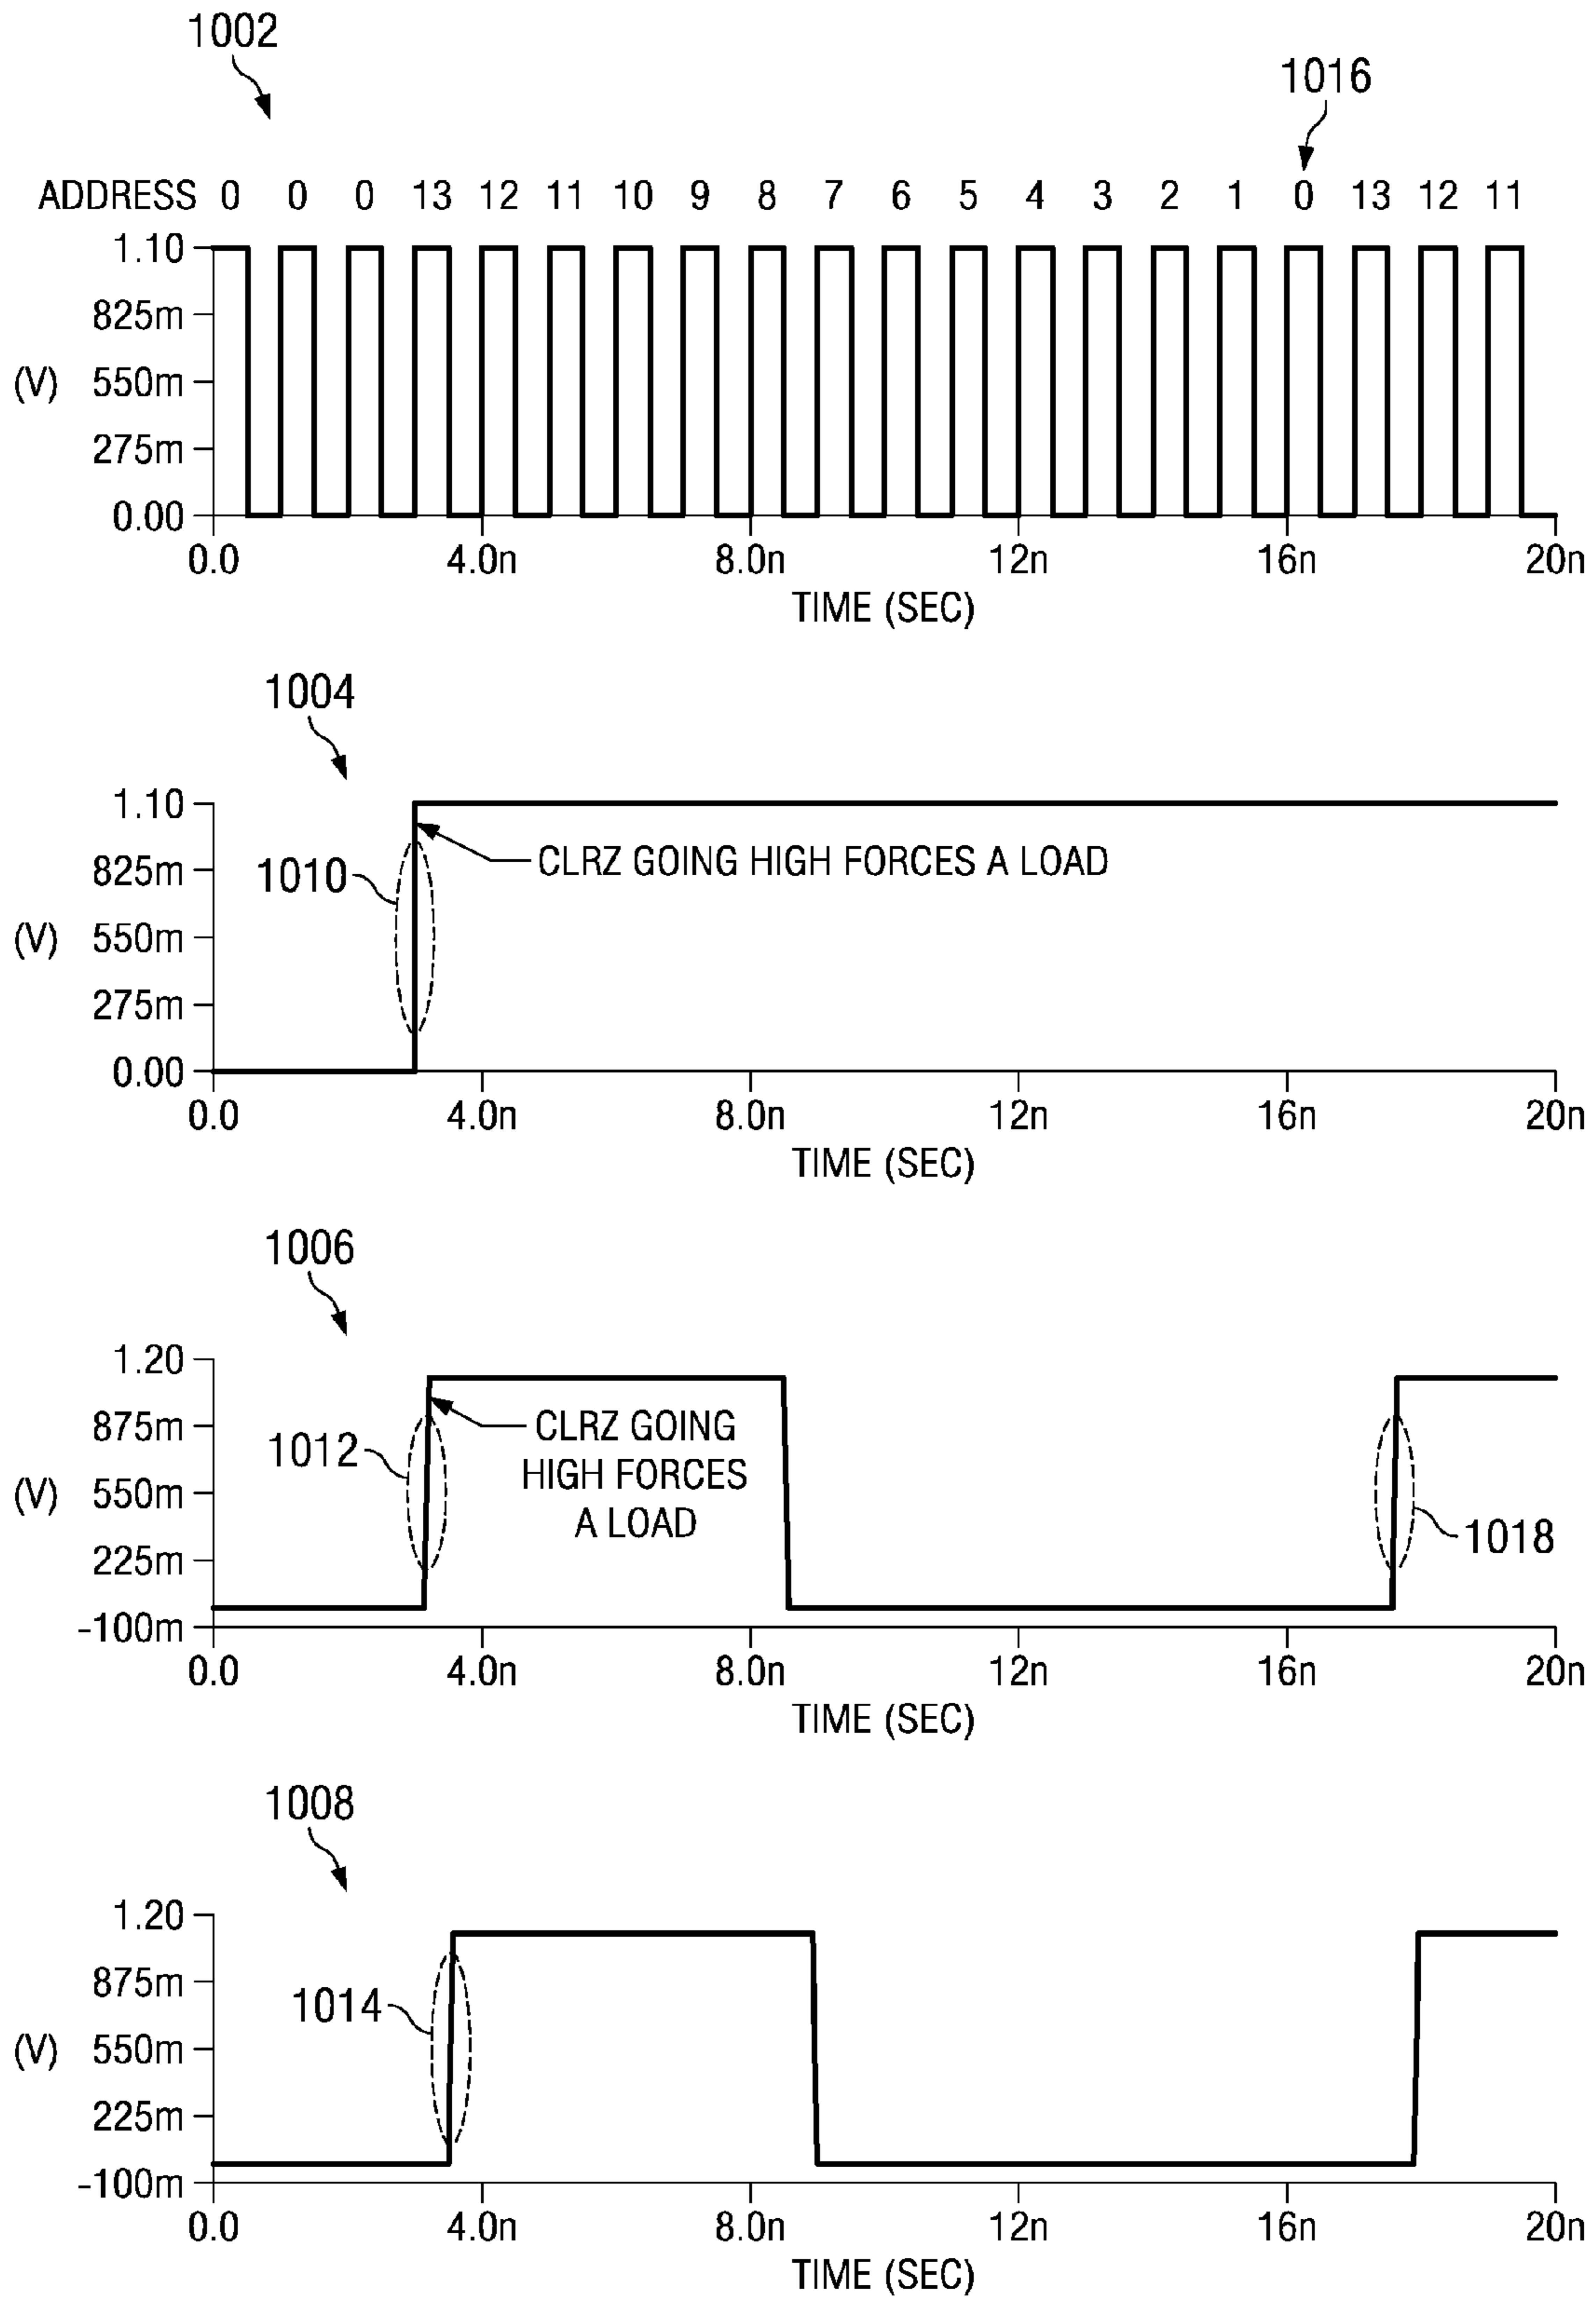 1002
1016
ADDRESS 0 0 0 13 12 11 10 9 8 7 6 5 4 3 2 1 0 13 12 11
1.10
825m
(V) 550m
275m
0.00
0.0 4.0n 8.0n 12n 16n 20n
TIME (SEC)
1004
1.10
CLRZ GOING HIGH FORCES A LOAD
1010
825m
(V) 550m
275m
0.00
0.0 4.0n 8.0n 12n 16n 20n
TIME (SEC)
1006
1.20
875m
CLRZ GOING
HIGH FORCES
A LOAD
1012
(V) 550m
1018
225m
-100m
0.0 4.0n 8.0n 12n 16n 20n
TIME (SEC)
1008
1.20
875m
1014
(V) 550m
225m
-100m
0.0 4.0n 8.0n 12n 16n 20n
TIME (SEC)